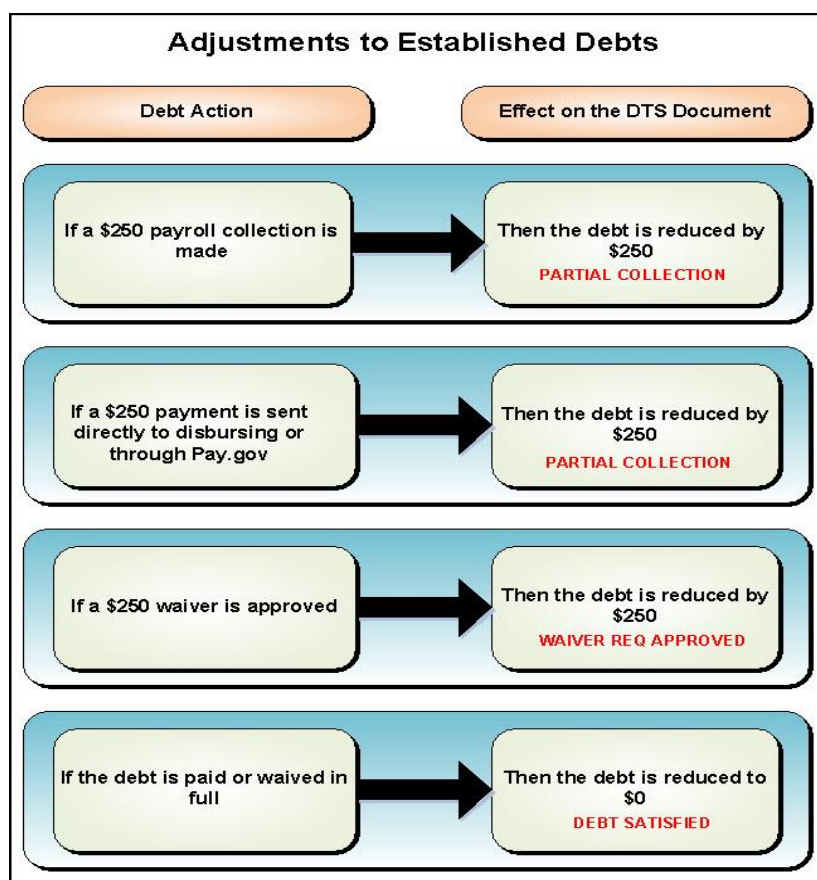 Adjustments to Established Debts
Debt Action
Effect on the DTS Document
If a $250 payroll collection is
made
Then the debt is reduced by
$250
PARTIAL COLLECTION
If a $250 payment is sent
directly to disbursing or
through Pay.gov
Then the debt is reduced by
$250
PARTIAL COLLECTION
If a $250 waiver is approved
Then the debt is reduced by
$250
WAIVER REQ APPROVED
If the debt is paid or waived in
full
Then the debt is reduced to
$0
DEBT SATISFIED